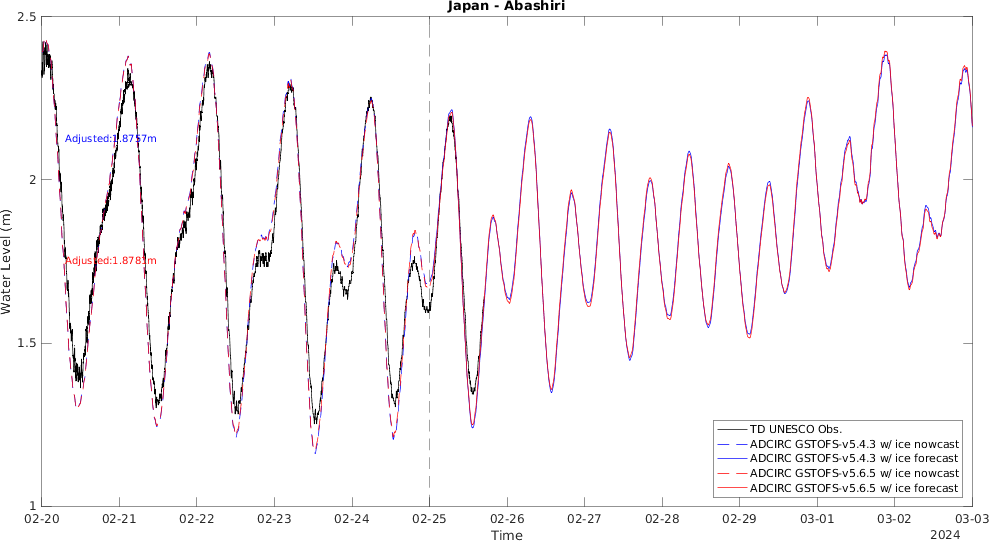 Japan - Abashiri
2.5
2
1.5
1
Water Level (m)
Adjusted:1.8757m
02-20
02-21
02-22
02-23
02-24
02-25
02-26
02-27
02-28
02-29
03-01
03-02
03-03
Time
2024
TD UNESCO Obs.
ADCIRC GSTOFS-v5.4.3 w/ ice nowcast
ADCIRC GSTOFS-v5.4.3 w/ ice forecast
ADCIRC GSTOFS-v5.6.5 w/ ice nowcast
ADCIRC GSTOFS-v5.6.5 w/ ice forecast